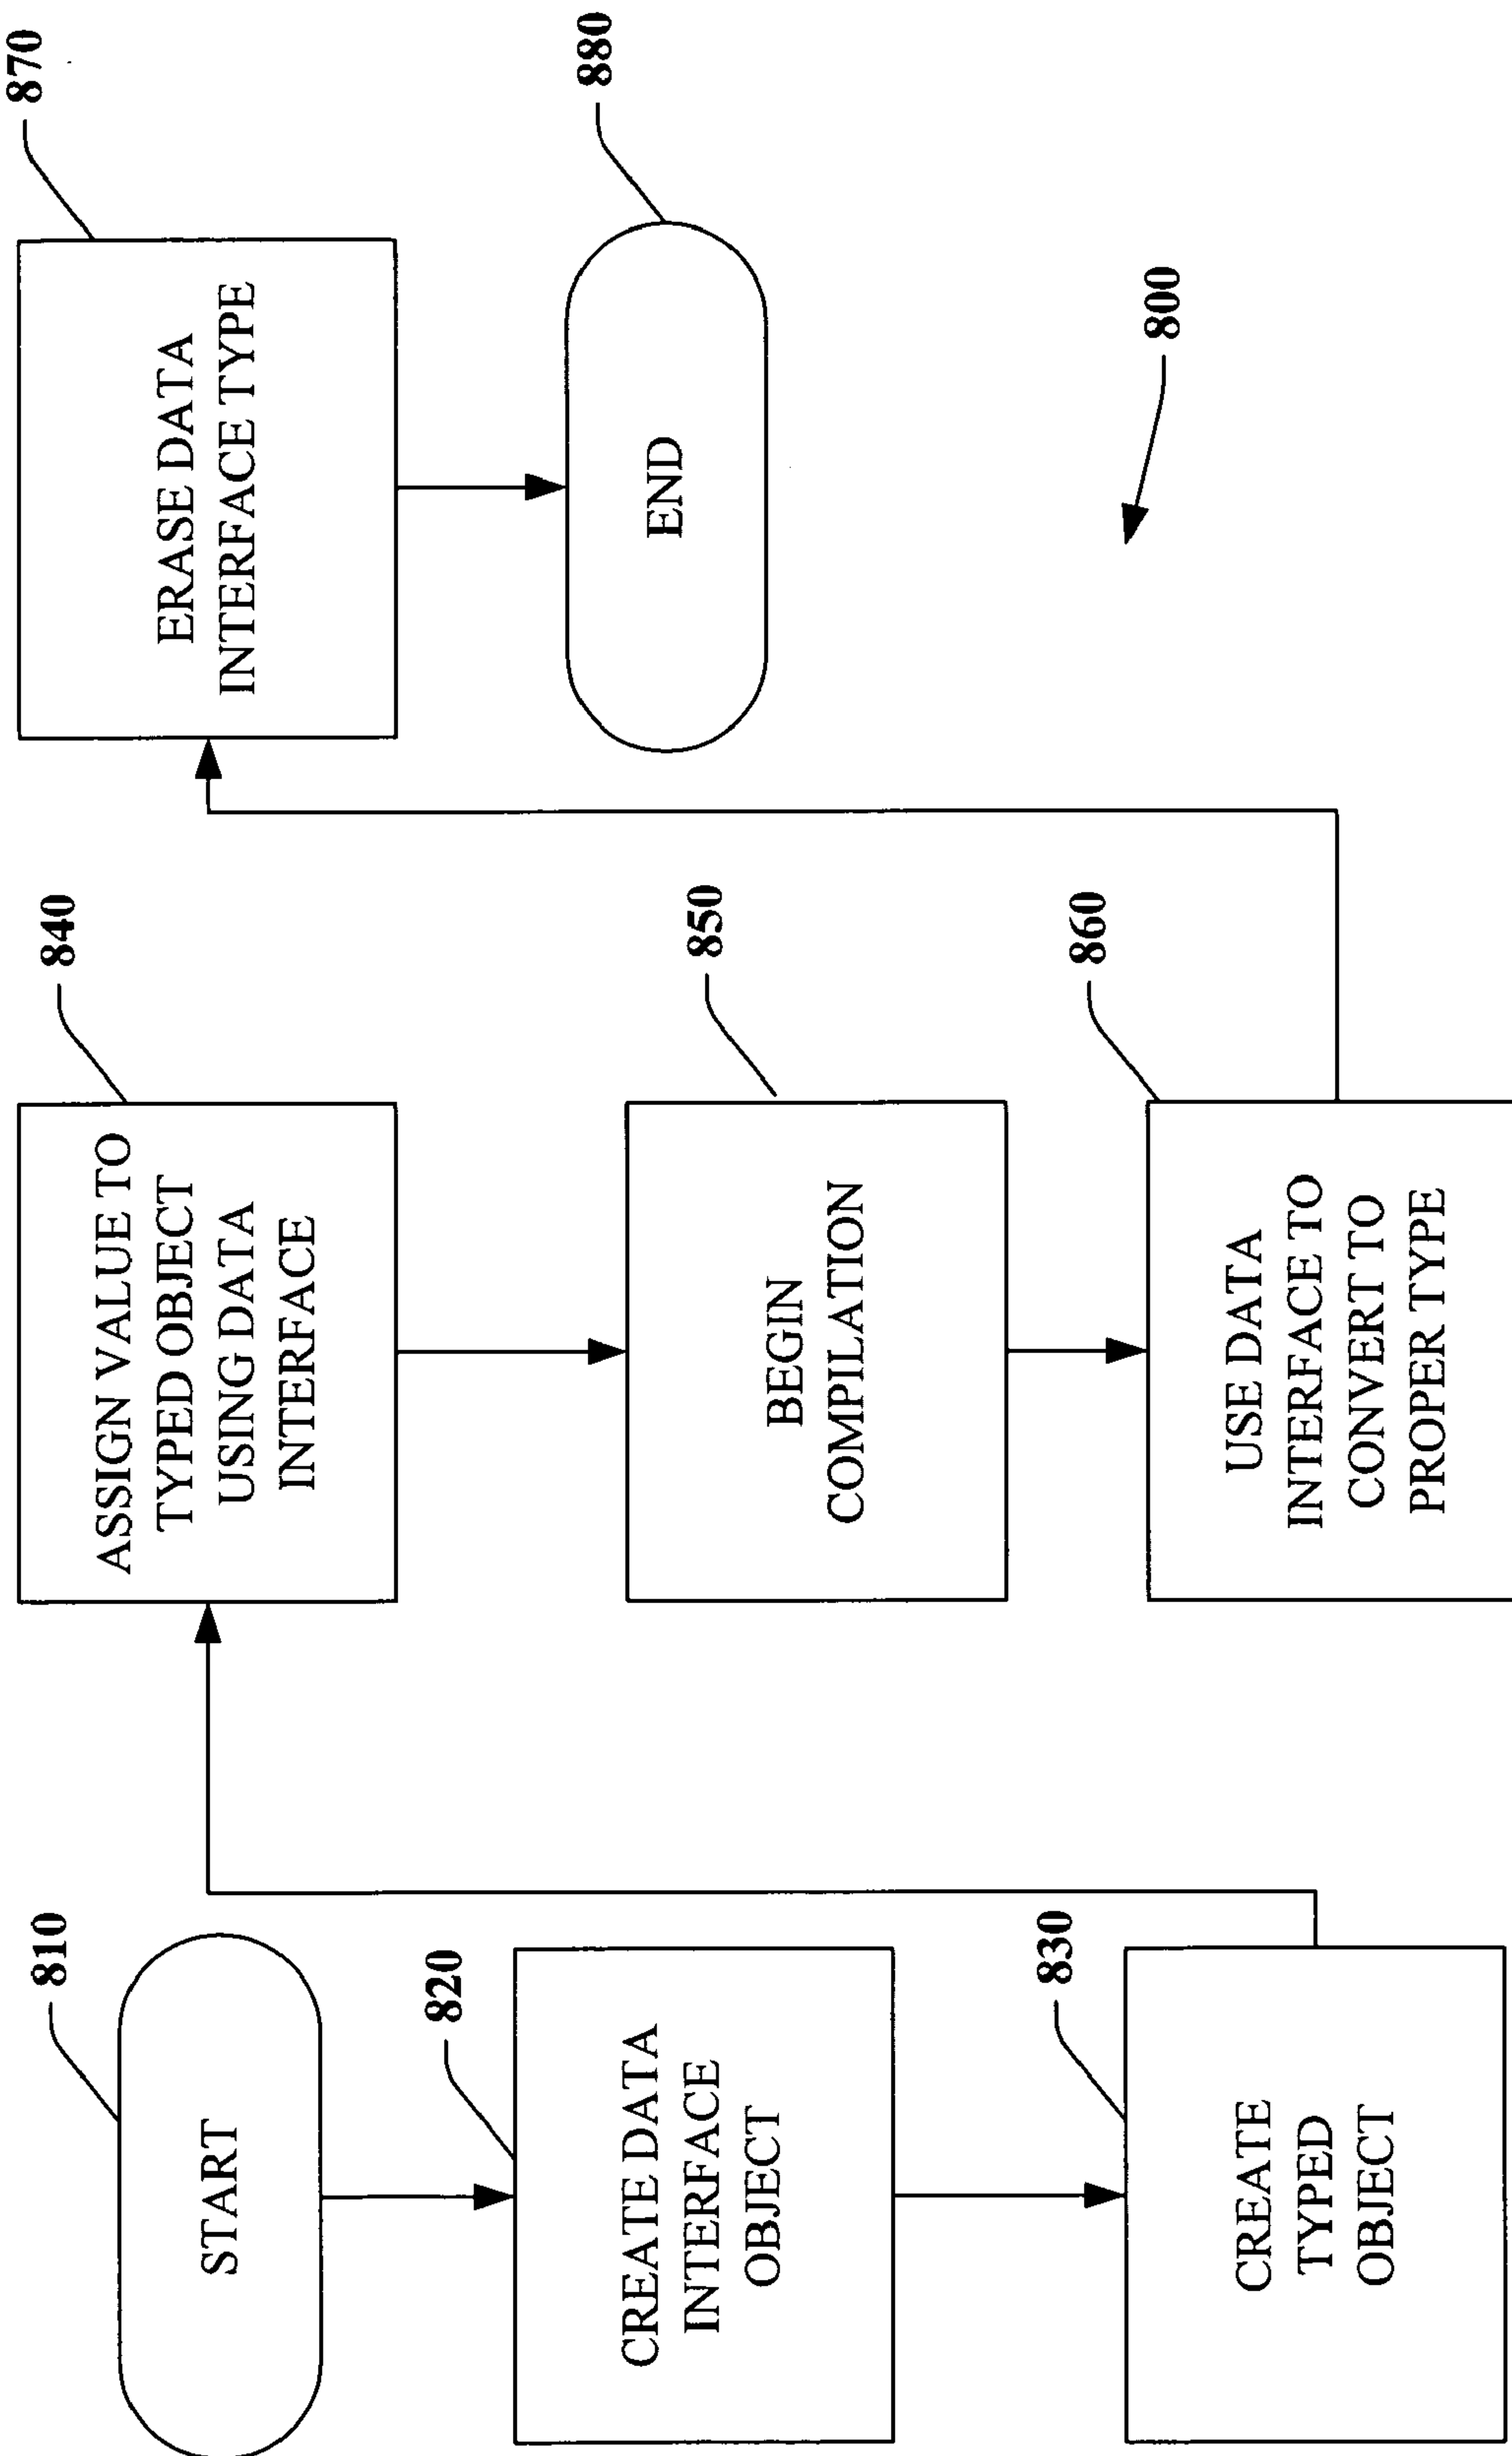 810
START
820
CREATE DATA
INTERFACE
OBJECT
830
CREATE
TYPED
OBJECT
840
ASSIGN VALUE TO
TYPED OBJECT
USING DATA
INTERFACE
850
BEGIN
COMPILATION
860
USE DATA
INTERFACE TO
CONVERT TO
PROPER TYPE
870
ERASE DATA
INTERFACE TYPE
880
END
800